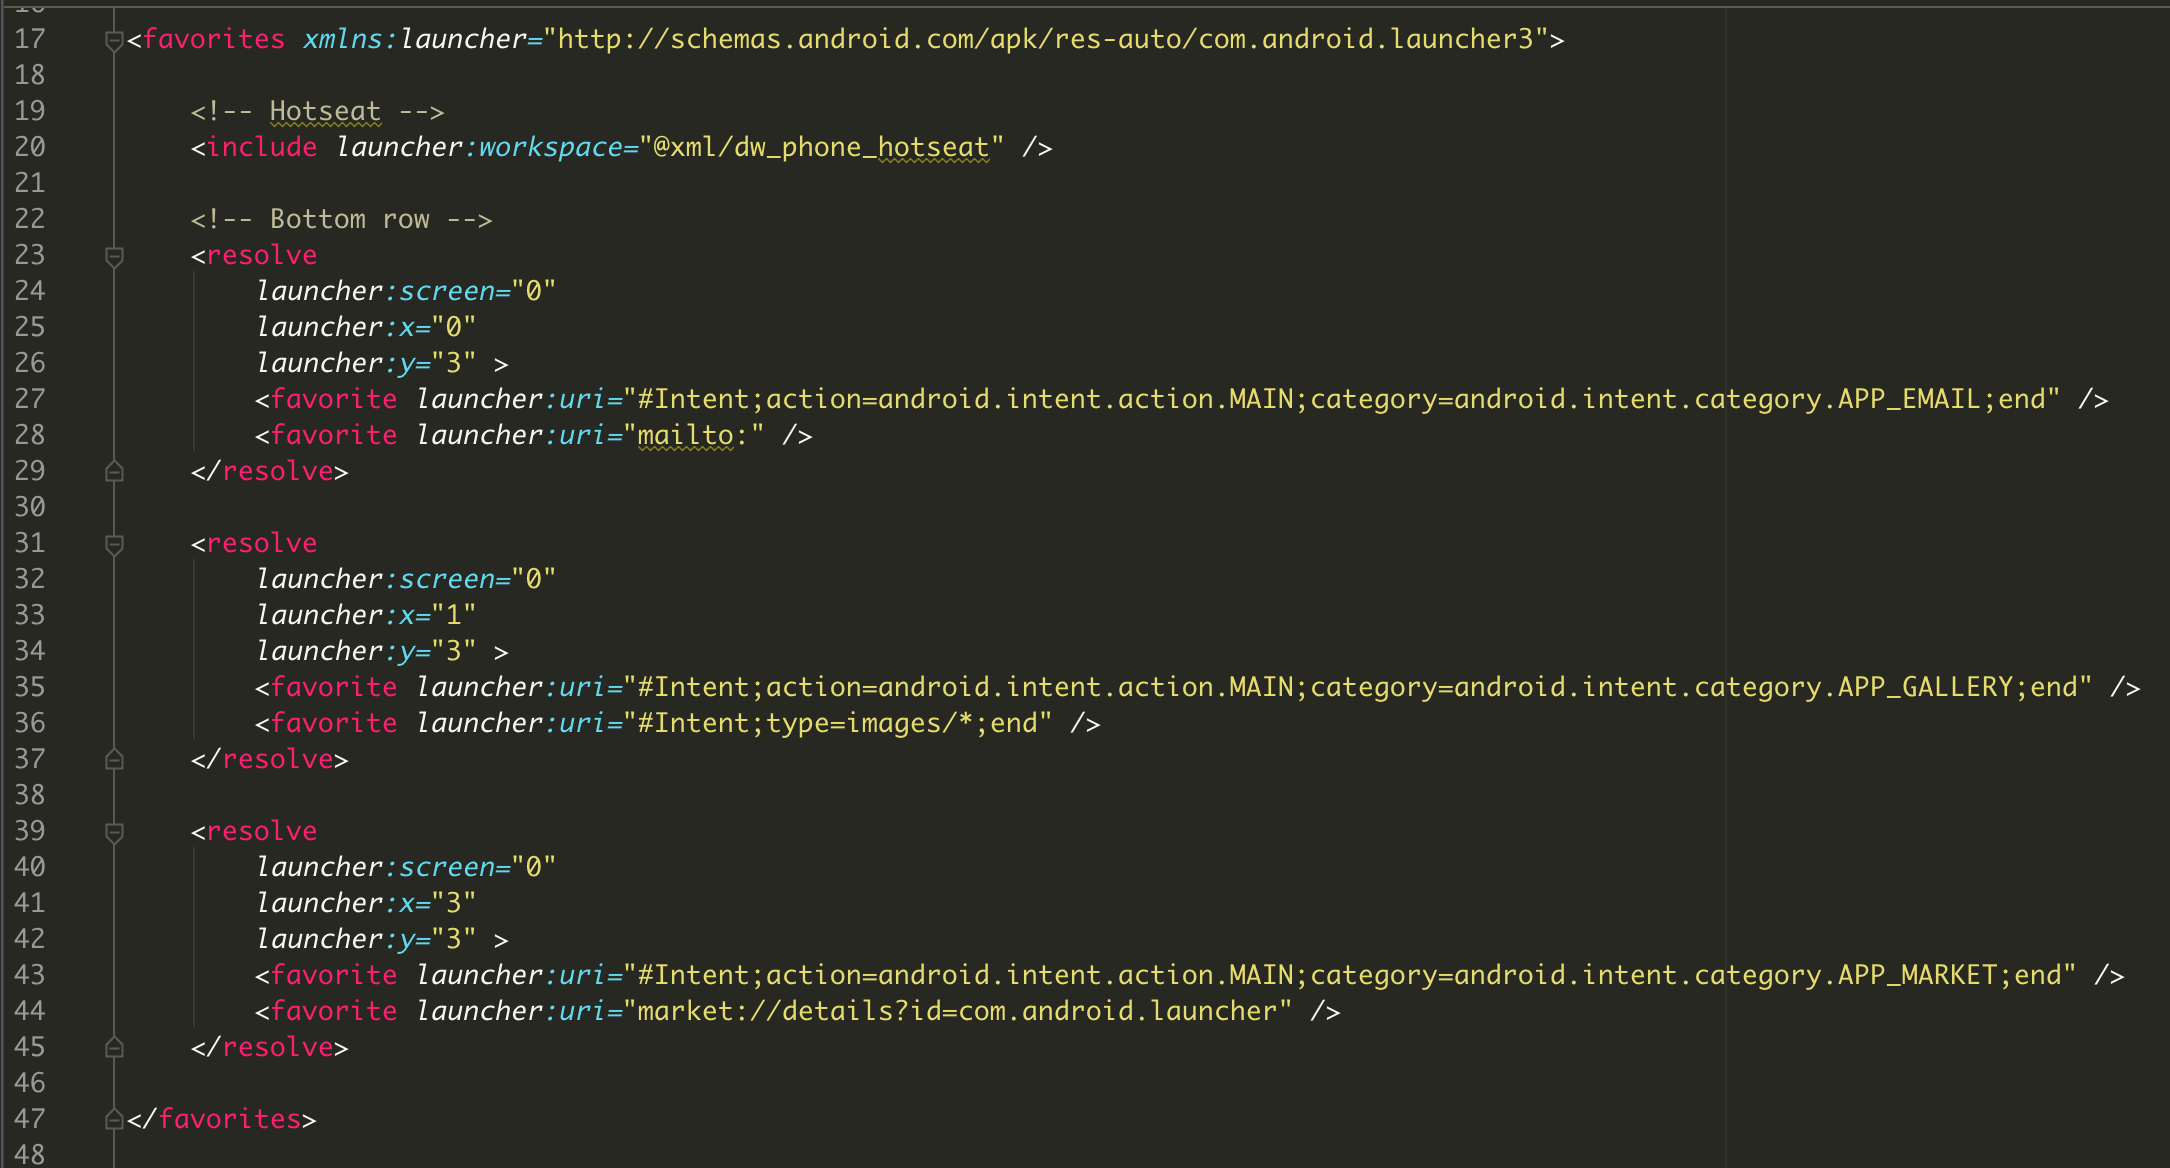 17 <favorites xmlns:launcher="http://schemas.android.com/apk/res-auto/com.android.launcher3">
18
19     <!-- Hotseat -->
20     <include launcher:workspace="@xml/dw_phone_hotseat" />
21
22     <!-- Bottom row -->
23     <resolve
24         launcher:screen="0"
25         launcher:x="0"
26         launcher:y="3" >
27         <favorite launcher:uri="#Intent;action=android.intent.action.MAIN;category=android.intent.category.APP_EMAIL;end" />
28         <favorite launcher:uri="mailto:" />
29     </resolve>
30
31     <resolve
32         launcher:screen="0"
33         launcher:x="1"
34         launcher:y="3" >
35         <favorite launcher:uri="#Intent;action=android.intent.action.MAIN;category=android.intent.category.APP_GALLERY;end" />
36         <favorite launcher:uri="#Intent;type=images/*;end" />
37     </resolve>
38
39     <resolve
40         launcher:screen="0"
41         launcher:x="3"
42         launcher:y="3" >
43         <favorite launcher:uri="#Intent;action=android.intent.action.MAIN;category=android.intent.category.APP_MARKET;end" />
44         <favorite launcher:uri="market://details?id=com.android.launcher" />
45     </resolve>
46
47 </favorites>
48